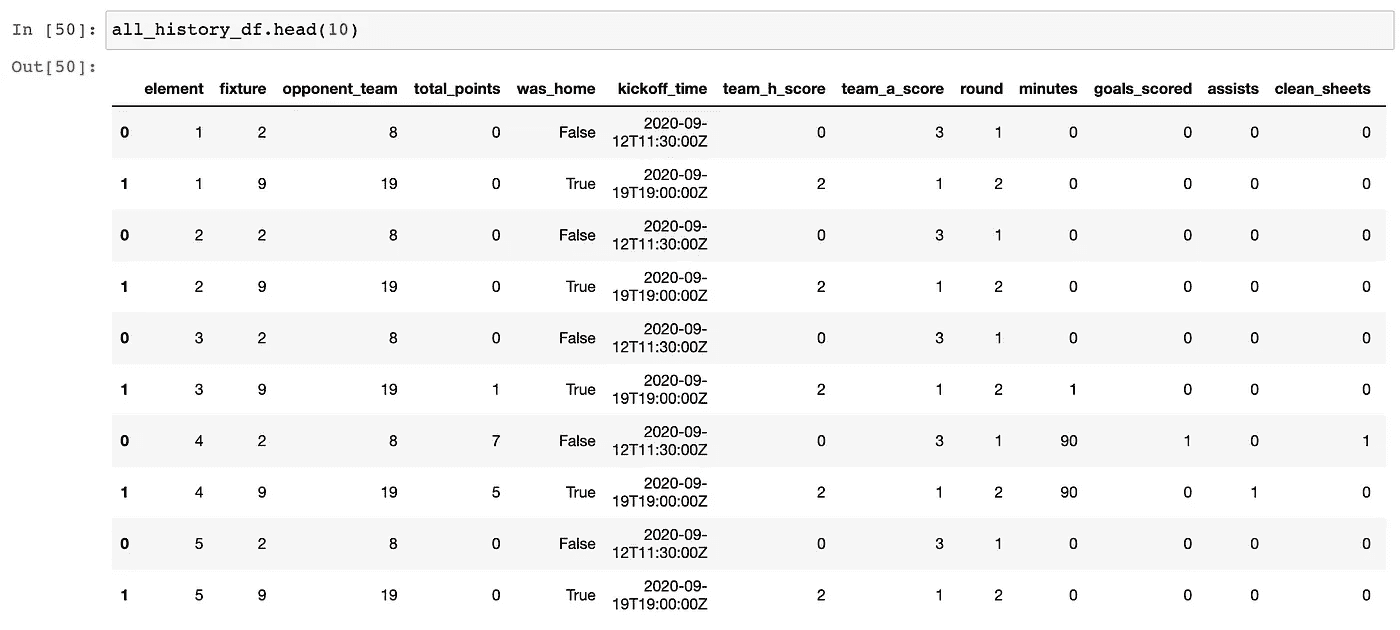 In [50]: all_history_df.head(10)
Out[50]:
element fixture opponent_team total_points was_home kickoff_time team_h_score team_a_score round minutes goals_scored assists clean_sheets
0 1 2 8 0 False 2020-09-
12T11:30:00Z 0 3 1 0 0 0 0
1 1 9 19 0 True 2020-09-
19T19:00:00Z 2 1 2 0 0 0 0
0 2 2 8 0 False 2020-09-
12T11:30:00Z 0 3 1 0 0 0 0
1 2 9 19 0 True 2020-09-
19T19:00:00Z 2 1 2 0 0 0 0
0 3 2 8 0 False 2020-09-
12T11:30:00Z 0 3 1 0 0 0 0
1 3 9 19 1 True 2020-09-
19T19:00:00Z 2 1 2 1 0 0 0
0 4 2 8 7 False 2020-09-
12T11:30:00Z 0 3 1 90 1 0 1
1 4 9 19 5 True 2020-09-
19T19:00:00Z 2 1 2 90 0 1 0
0 5 2 8 0 False 2020-09-
12T11:30:00Z 0 3 1 0 0 0 0
1 5 9 19 0 True 2020-09-
19T19:00:00Z 2 1 2 0 0 0 0